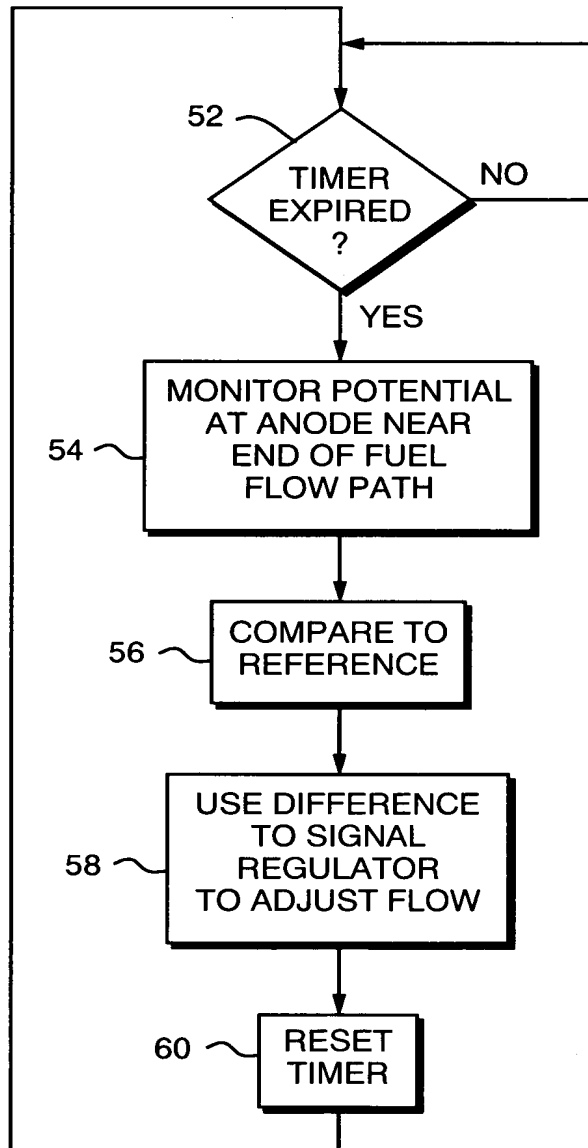 52
TIMER
EXPIRED
?
NO
YES
54
MONITOR POTENTIAL
AT ANODE NEAR
END OF FUEL
FLOW PATH
56
COMPARE TO
REFERENCE
58
USE DIFFERENCE
TO SIGNAL
REGULATOR
TO ADJUST FLOW
60
RESET
TIMER